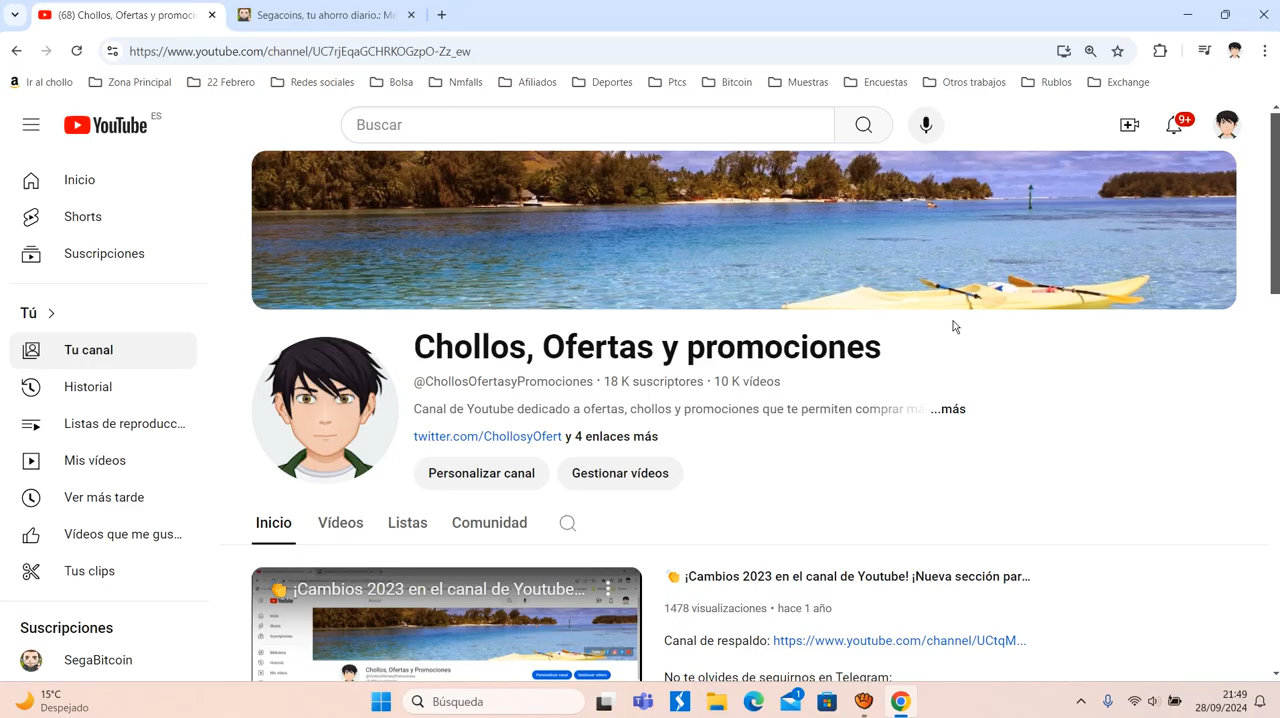 (68) Chollos, Ofertas y promoci
Segacoins, tu ahorro diario.: M
https://www.youtube.com/channel/UC7rjEqaGCHRKOGzpO-Zz_ew
Ir al chollo
Zona Principal
22 Febrero
Redes sociales
Bolsa
Nmfalls
Afiliados
Deportes
Ptcs
Bitcoin
Muestras
Encuestas
Otros trabajos
Rublos
Exchange
YouTube ES
Buscar
9+
Inicio
Shorts
Suscripciones
Tú
Tu canal
Historial
Listas de reproducc...
Mis vídeos
Ver más tarde
Vídeos que me gus...
Tus clips
Suscripciones
SegaBitcoin
Chollos, Ofertas y promociones
@ChollosOfertasyPromociones · 18 K suscriptores · 10 K vídeos
Canal de Youtube dedicado a ofertas, chollos y promociones que te permiten comprar má ...más
twitter.com/ChollosyOfert y 4 enlaces más
Personalizar canal
Gestionar vídeos
Inicio
Vídeos
Listas
Comunidad
¡Cambios 2023 en el canal de Youtube...
Chollos, Ofertas y Promociones
¡Cambios 2023 en el canal de Youtube! ¡Nueva sección par...
1478 visualizaciones • hace 1 año
Canal de respaldo: https://www.youtube.com/channel/UCtqM...
No te olvides de seguirnos en Telegram:
15°C
Despejado
Búsqueda
1
21:49
28/09/2024